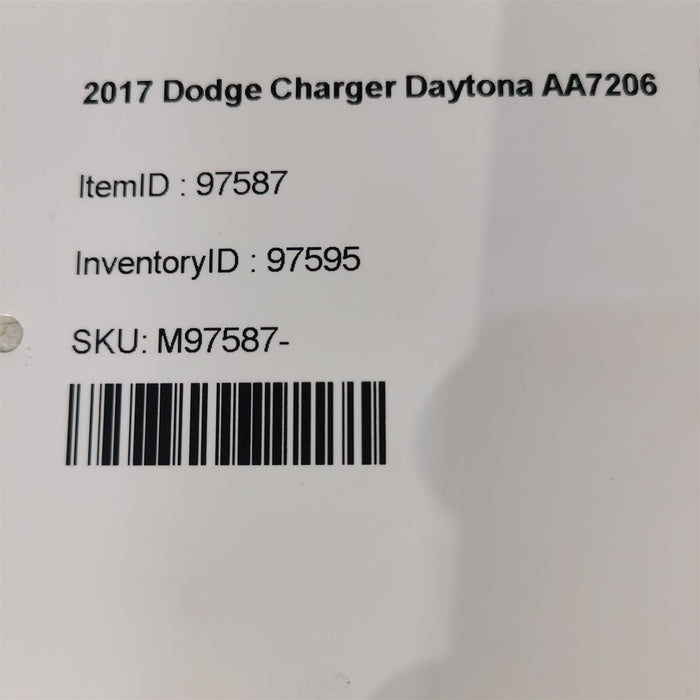 2017 Dodge Charger Daytona AA7206
ItemID : 97587
InventoryID : 97595
SKU: M97587-